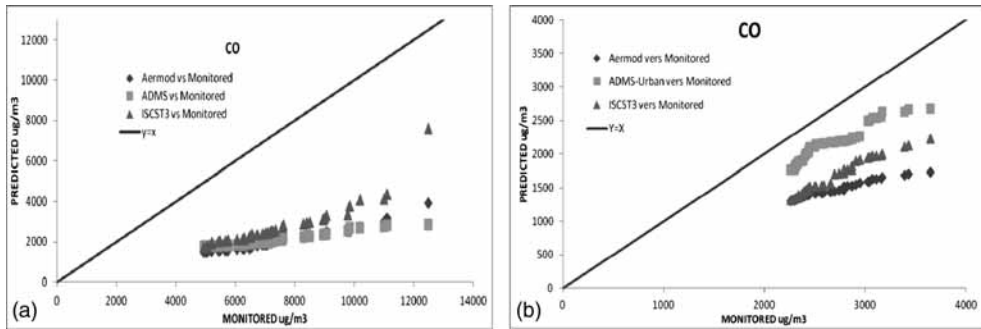 CO
Aermod vs Monitored
ADMS vs Monitored
ISCST3 vs Monitored
y=x
PREDICTED ug/m3
12000
10000
8000
6000
4000
2000
0
0 2000 4000 6000 8000 10000 12000 14000
MONITORED ug/m3
(a)
CO
Aermod vers Monitored
ADMS-Urban vers Monitored
ISCST3 vers Monitored
Y=X
PREDICTED ug/m3
4000
3500
3000
2500
2000
1500
1000
500
0
0 1000 2000 3000 4000
MONITORED ug/m3
(b)